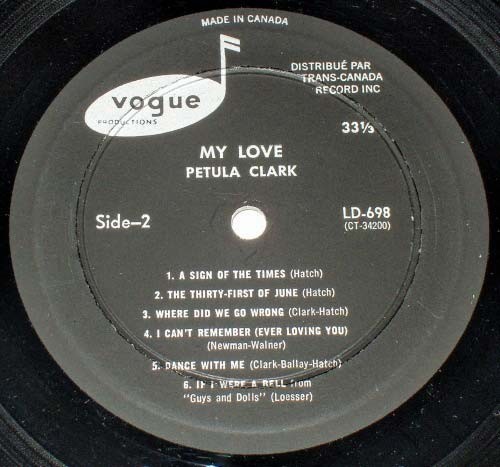 MADE IN CANADA
vogue
PRODUCTIONS
DISTRIBUÉ PAR
TRANS-CANADA
RECORD INC
33⅓
MY LOVE
PETULA CLARK
Side–2
LD-698
(CT-34200)
1. A SIGN OF THE TIMES (Hatch)
2. THE THIRTY-FIRST OF JUNE (Hatch)
3. WHERE DID WE GO WRONG (Clark-Hatch)
4. I CAN'T REMEMBER (EVER LOVING YOU)
(Newman-Walner)
5. DANCE WITH ME (Clark-Ballay-Hatch)
6. IF I WERE A BELL from
"Guys and Dolls" (Loesser)